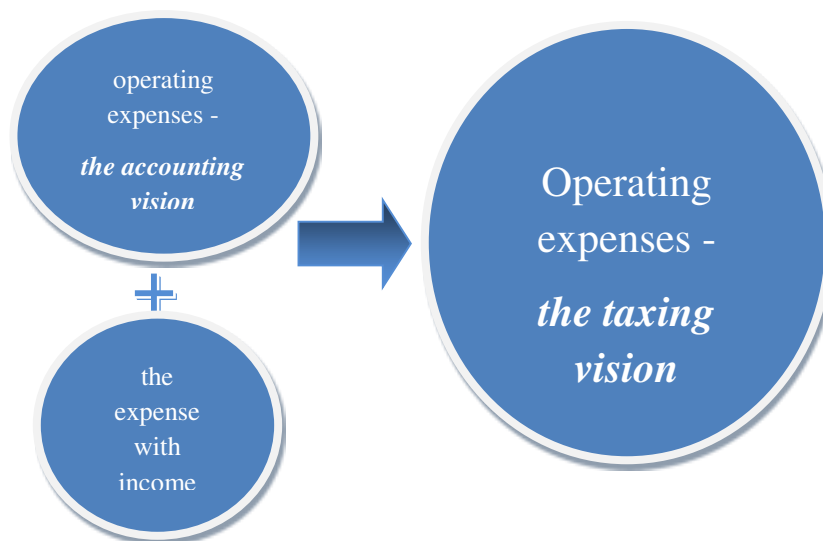 operating
expenses -
the accounting
vision
+
the
expense
with
income
Operating
expenses -
the taxing
vision